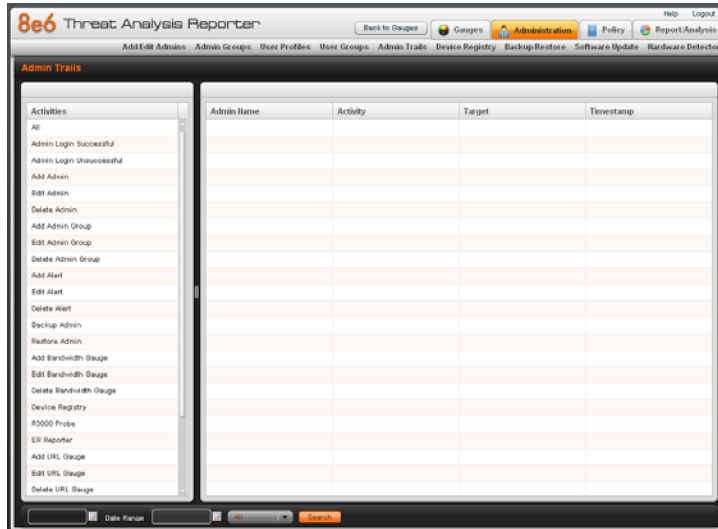 8e6 Threat Analysis Reporter
Help Logout
Back to Gauges Gauges Administration Policy Report/Analysis
Add/Edit Admins Admin Groups User Profiles User Groups Admin Trails Device Registry Backup/Restore Software Update Hardware Detector
Admin Trails
Activities Admin Name Activity Target Timestamp
All
Admin Login Successful
Admin Login Unsuccessful
Add Admin
Edit Admin
Delete Admin
Add Admin Group
Edit Admin Group
Delete Admin Group
Add Alert
Edit Alert
Delete Alert
Backup Admin
Restore Admin
Add Bandwidth Gauge
Edit Bandwidth Gauge
Delete Bandwidth Gauge
Device Registry
R3000 Probe
ER Reporter
Add URL Gauge
Edit URL Gauge
Delete URL Gauge
Date Range All Search